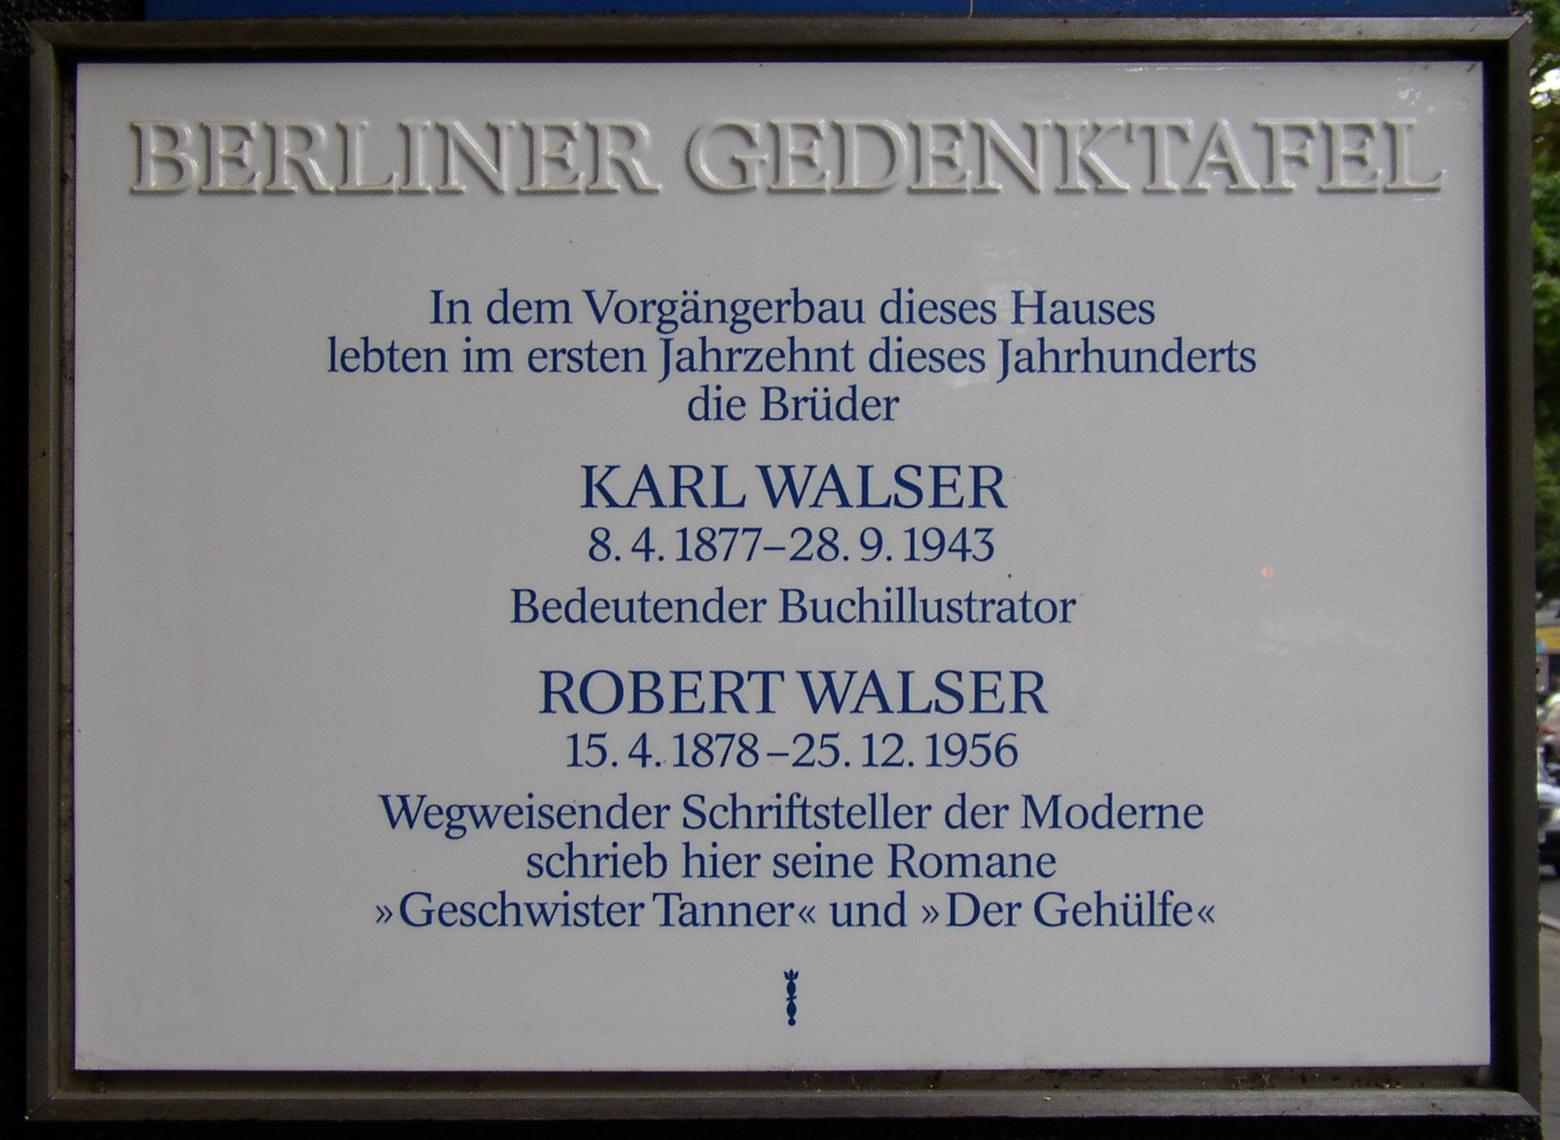 BERLINER GEDENKTAFEL
In dem Vorgängerbau dieses Hauses
lebten im ersten Jahrzehnt dieses Jahrhunderts
die Brüder
KARL WALSER
8. 4. 1877–28. 9. 1943
Bedeutender Buchillustrator
ROBERT WALSER
15. 4. 1878–25. 12. 1956
Wegweisender Schriftsteller der Moderne
schrieb hier seine Romane
»Geschwister Tanner« und »Der Gehülfe«